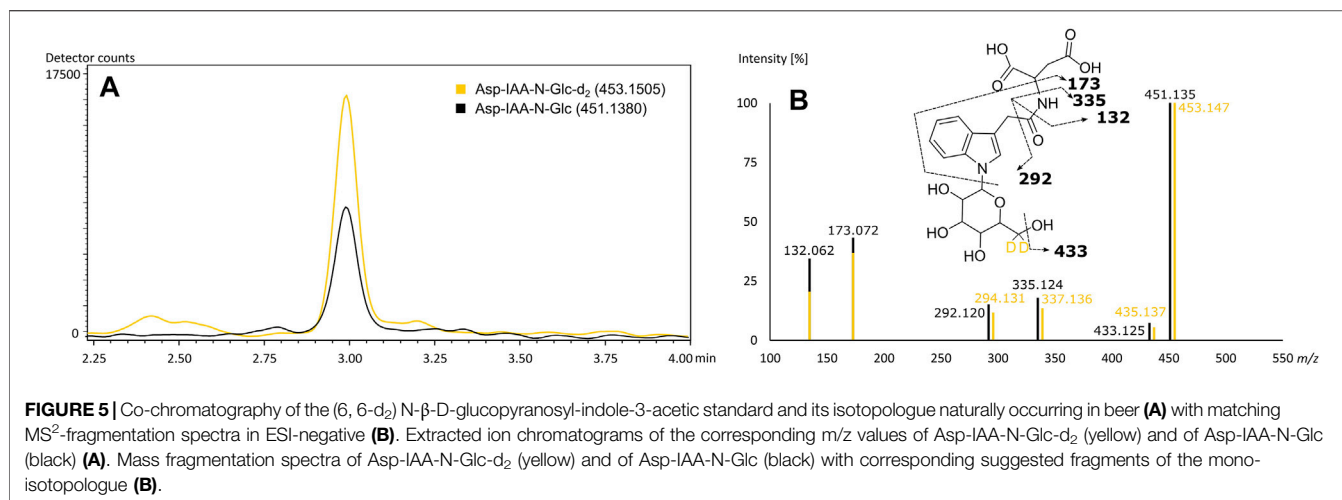 Detector counts
17500
A
Asp-IAA-N-Glc-d₂ (453.1505)
Asp-IAA-N-Glc (451.1380)
0
2.25 2.50 2.75 3.00 3.25 3.50 3.75 4.00 min
Intensity [%]
B
100
75
50
25
0
HO O O OH
173
335
NH
132
O
N
292
HO O OH
HO D D
HO
433
132.062
173.072
292.120
294.131
335.124
337.136
433.125
435.137
451.135
453.147
100 150 200 250 300 350 400 450 500 550 m/z
FIGURE 5 | Co-chromatography of the (6, 6-d₂) N-β-D-glucopyranosyl-indole-3-acetic standard and its isotopologue naturally occurring in beer (A) with matching
MS²-fragmentation spectra in ESI-negative (B). Extracted ion chromatograms of the corresponding m/z values of Asp-IAA-N-Glc-d₂ (yellow) and of Asp-IAA-N-Glc
(black) (A). Mass fragmentation spectra of Asp-IAA-N-Glc-d₂ (yellow) and of Asp-IAA-N-Glc (black) with corresponding suggested fragments of the mono-
isotopologue (B).